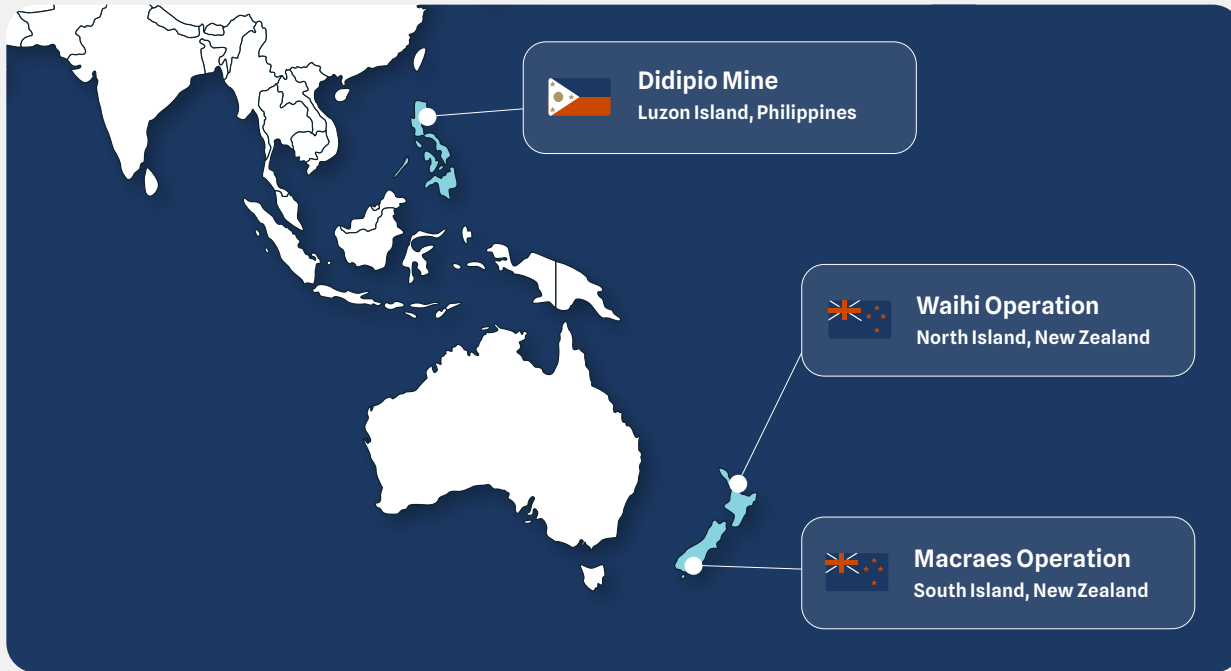 Didipio Mine
Luzon Island, Philippines
Waihi Operation
North Island, New Zealand
Macraes Operation
South Island, New Zealand